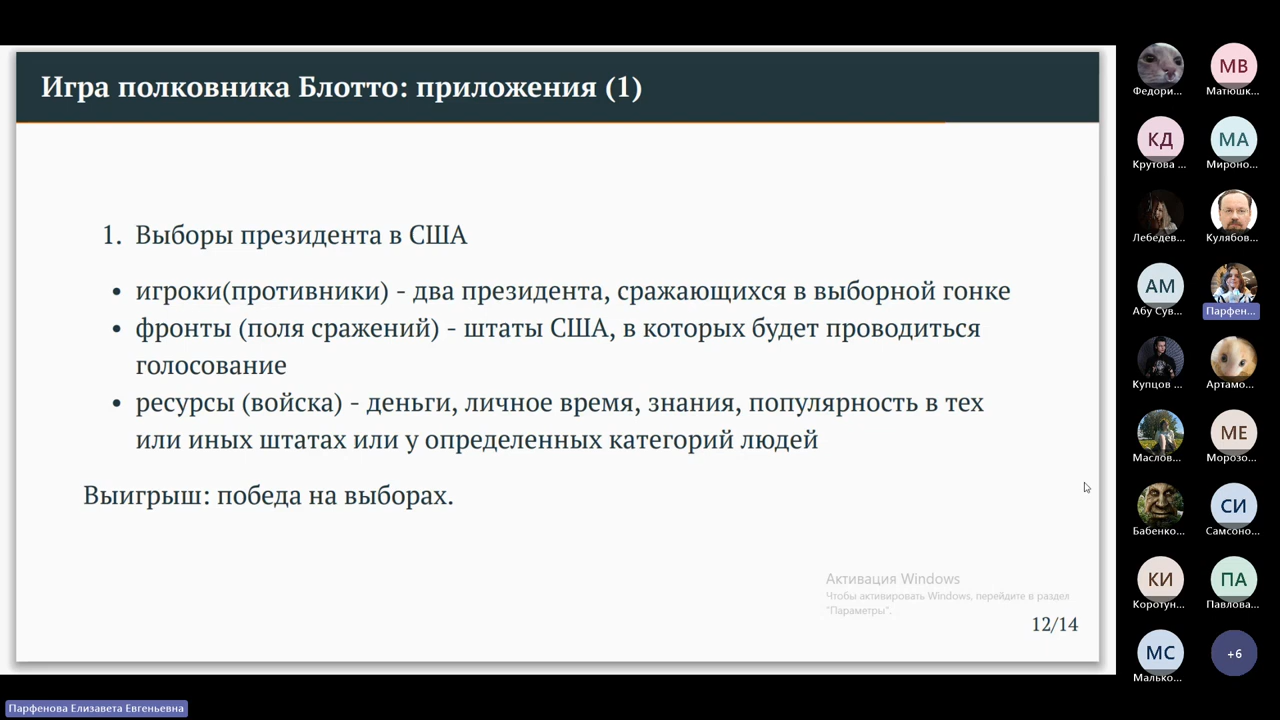 Игра полковника Блотто: приложения (1)
1. Выборы президента в США
• игроки(противники) - два президента, сражающихся в выборной гонке
• фронты (поля сражений) - штаты США, в которых будет проводиться
голосование
• ресурсы (войска) - деньги, личное время, знания, популярность в тех
или иных штатах или у определенных категорий людей
Выигрыш: победа на выборах.
Активация Windows
Чтобы активировать Windows, перейдите в раздел
"Параметры".
12/14
МВ
Федори...
Матюшк...
КД
МА
Крутова ...
Мироно...
Лебедев...
Кулябов...
АМ
Абу Сув...
Парфен...
Купцов ...
Артамо...
МЕ
Маслов...
Морозо...
СИ
Бабенко...
Самсоно...
КИ
ПА
Коротун...
Павлова...
МС
+6
Малько...
Парфенова Елизавета Евгеньевна